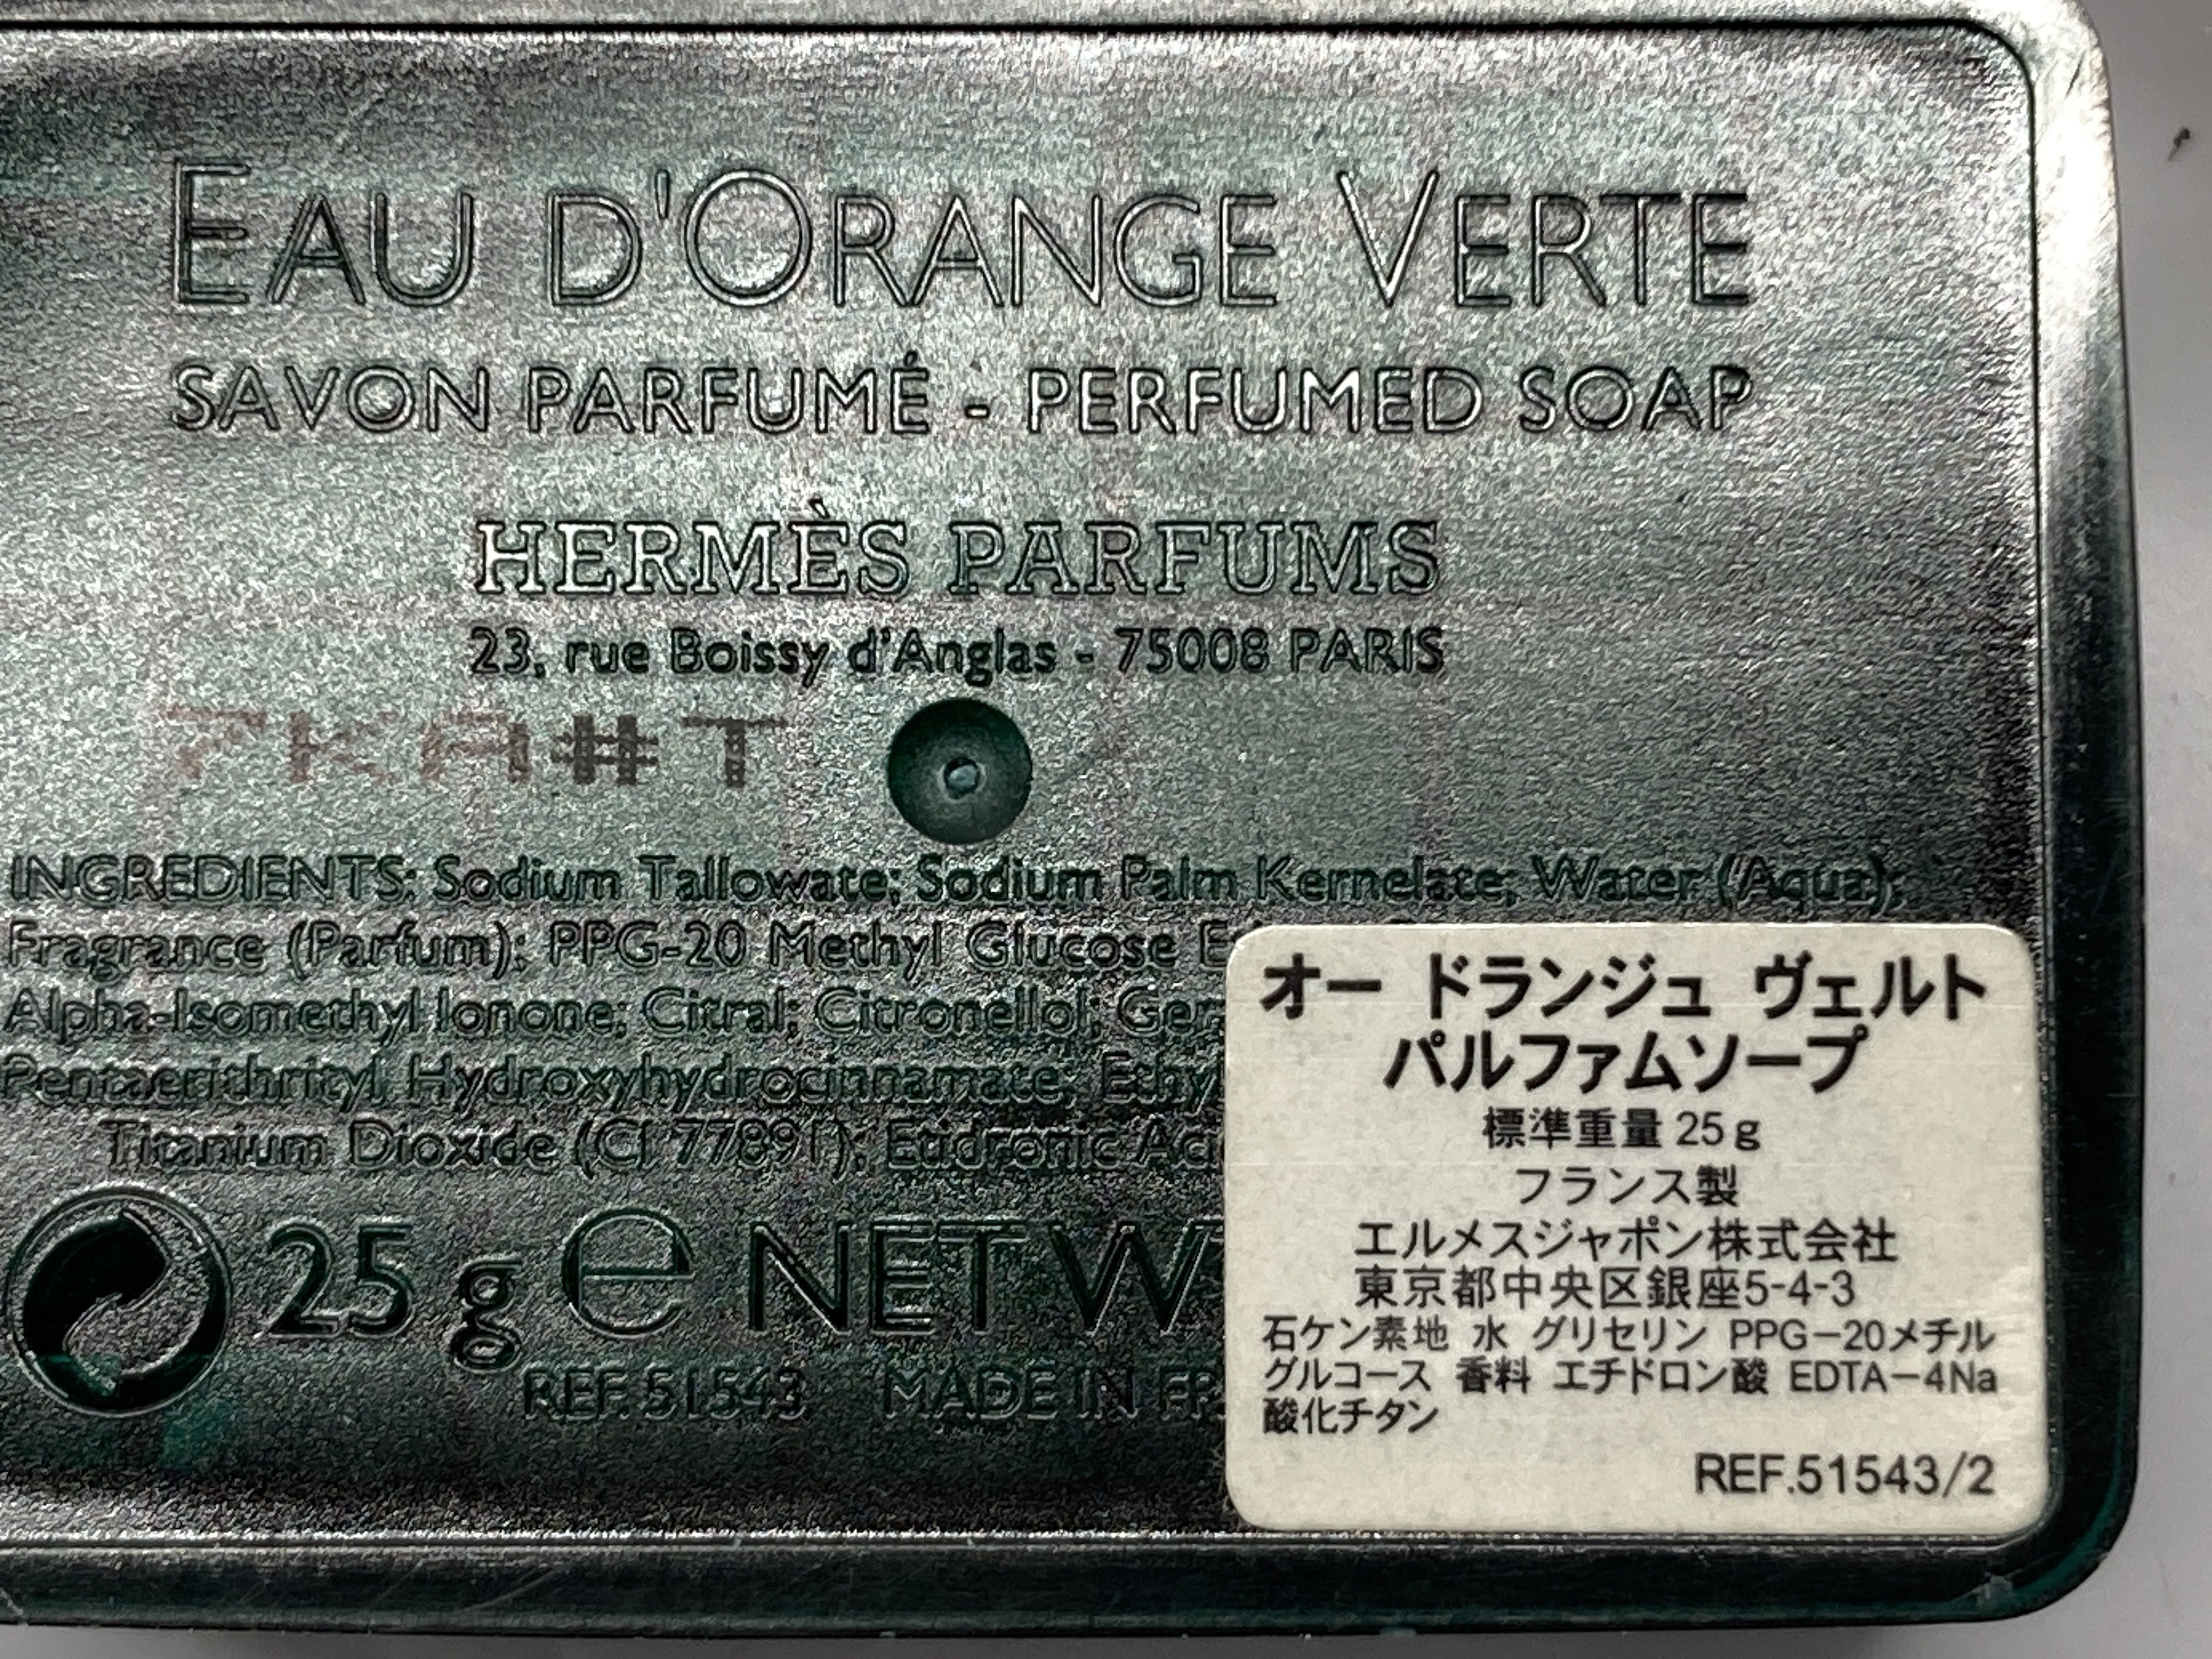 EAU D'ORANGE VERTE
SAVON PARFUMÉ - PERFUMED SOAP
HERMÈS PARFUMS
23, rue Boissy d'Anglas - 75008 PARIS
7KA#T
INGREDIENTS: Sodium Tallowate; Sodium Palm Kernelate; Water (Aqua);
Fragrance (Parfum); PPG-20 Methyl Glucose
Alpha-Isomethyl Ionone; Citral; Citronellol;
Pentaerithrityl Hydroxyhydrocinnamate;
Titanium Dioxide (CI 77891); Etidronic
25 g e NET
REF. 51543 MADE IN
オー ドランジュ ヴェルト
パルファムソープ
標準重量 25g
フランス製
エルメスジャポン株式会社
東京都中央区銀座5-4-3
石ケン素地 水 グリセリン PPG－20メチル
グルコース 香料 エチドロン酸 EDTA－4Na
酸化チタン
REF.51543/2